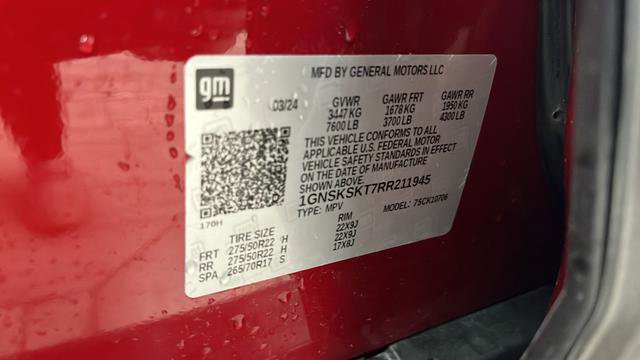 gm
MFD BY GENERAL MOTORS LLC
03/24
GVWR GAWR FRT GAWR RR
3447 KG 1678 KG 1950 KG
7600 LB 3700 LB 4300 LB
THIS VEHICLE CONFORMS TO ALL
APPLICABLE U.S. FEDERAL MOTOR
VEHICLE SAFETY STANDARDS IN EFFECT
ON THE DATE OF MANUFACTURE
SHOWN ABOVE.
1GNSKSKT7RR211945
170H
TYPE: MPV MODEL: 7SCK10706
TIRE SIZE RIM
FRT 275/50R22 H 22X9J
RR 275/50R22 H 22X9J
SPA 265/70R17 S 17X8J